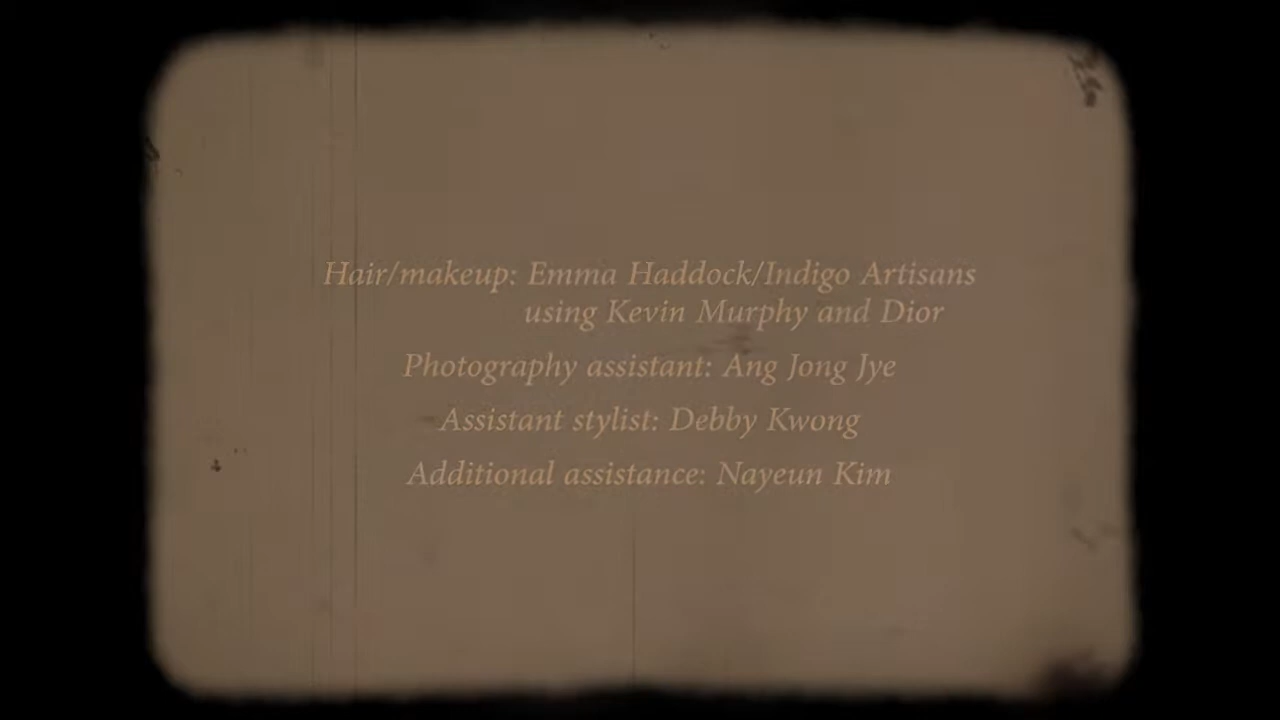 Hair/makeup: Emma Haddock/Indigo Artisans
using Kevin Murphy and Dior
Photography assistant: Ang Jong Jye
Assistant stylist: Debby Kwong
Additional assistance: Nayeun Kim